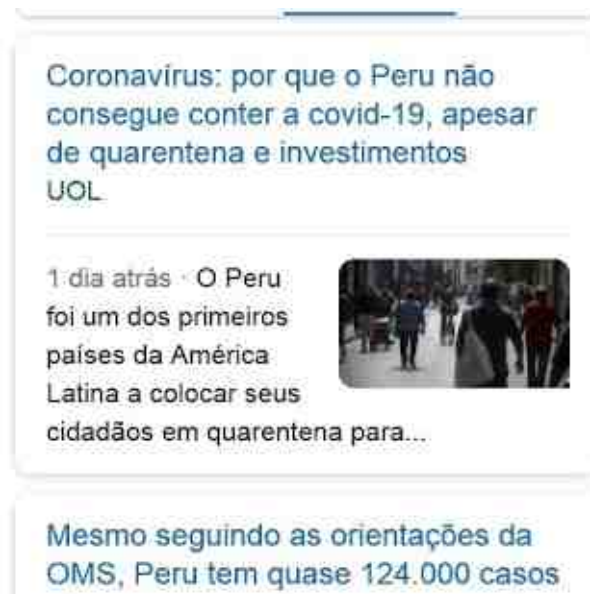 Coronavírus: por que o Peru não
consegue conter a covid-19, apesar
de quarentena e investimentos
UOL
1 dia atrás · O Peru
foi um dos primeiros
países da América
Latina a colocar seus
cidadãos em quarentena para...
Mesmo seguindo as orientações da
OMS, Peru tem quase 124.000 casos